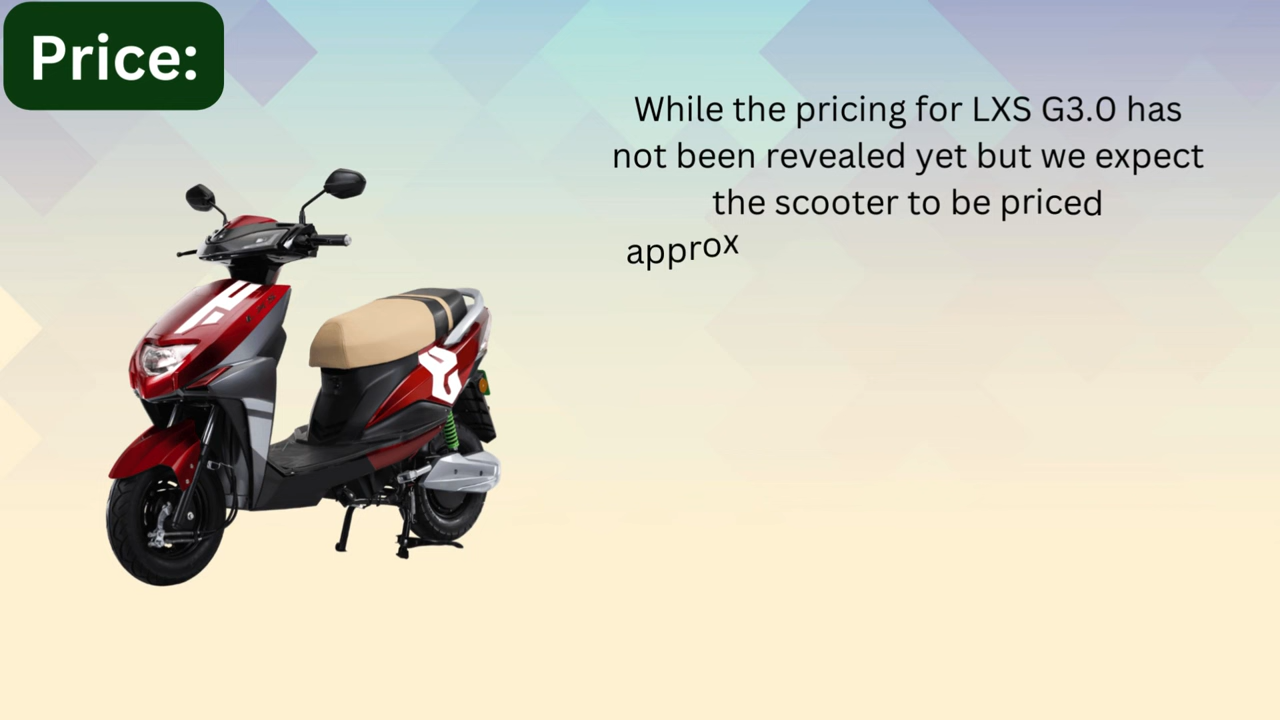 Price:
While the pricing for LXS G3.0 has
not been revealed yet but we expect
the scooter to be priced
approx